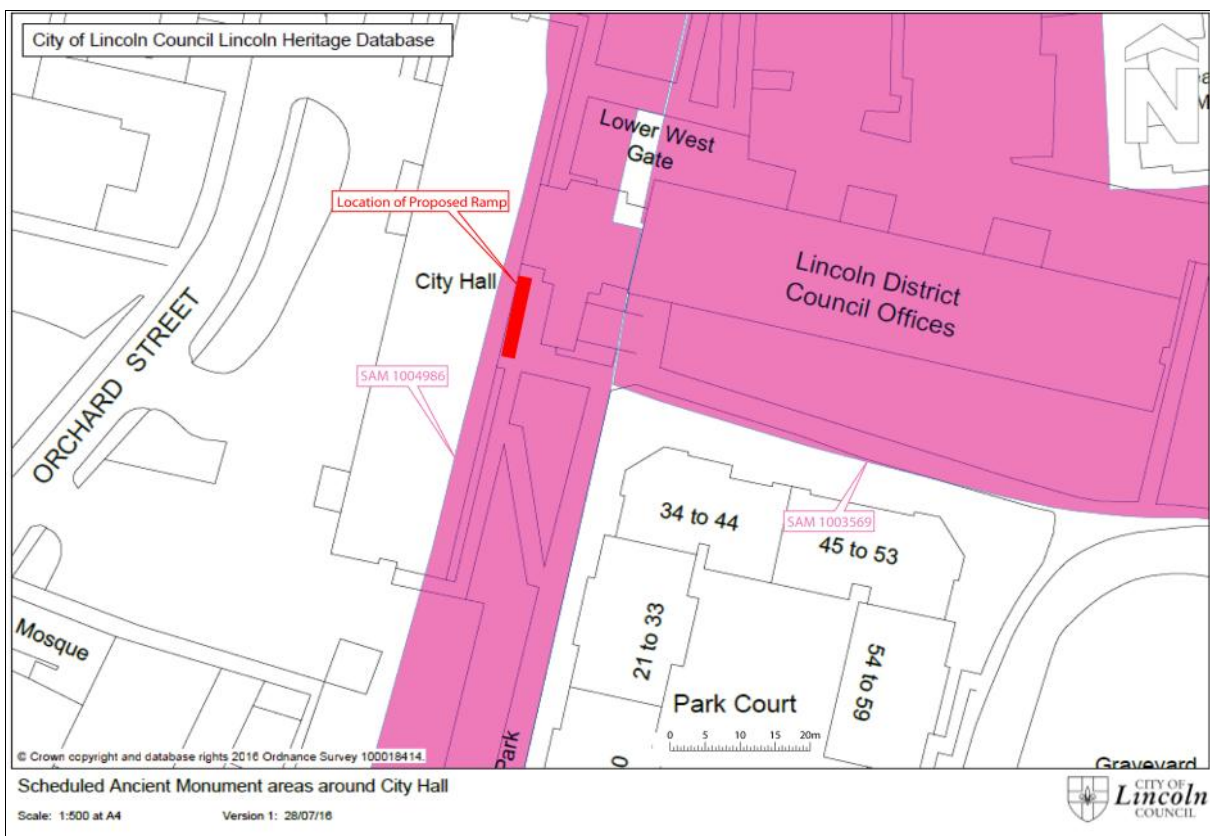 City of Lincoln Council Lincoln Heritage Database
N
Lower West
Gate
Location of Proposed Ramp
City Hall
Lincoln District
Council Offices
ORCHARD STREET
SAM 1004986
34 to 44
SAM 1003569
45 to 53
21 to 33
54 to 59
Mosque
Park Court
0 5 10 15 20m
Park
Graveyard
© Crown copyright and database rights 2016 Ordnance Survey 100018414.
Scheduled Ancient Monument areas around City Hall
Scale: 1:500 at A4
Version 1: 28/07/16
CITY OF
Lincoln
COUNCIL